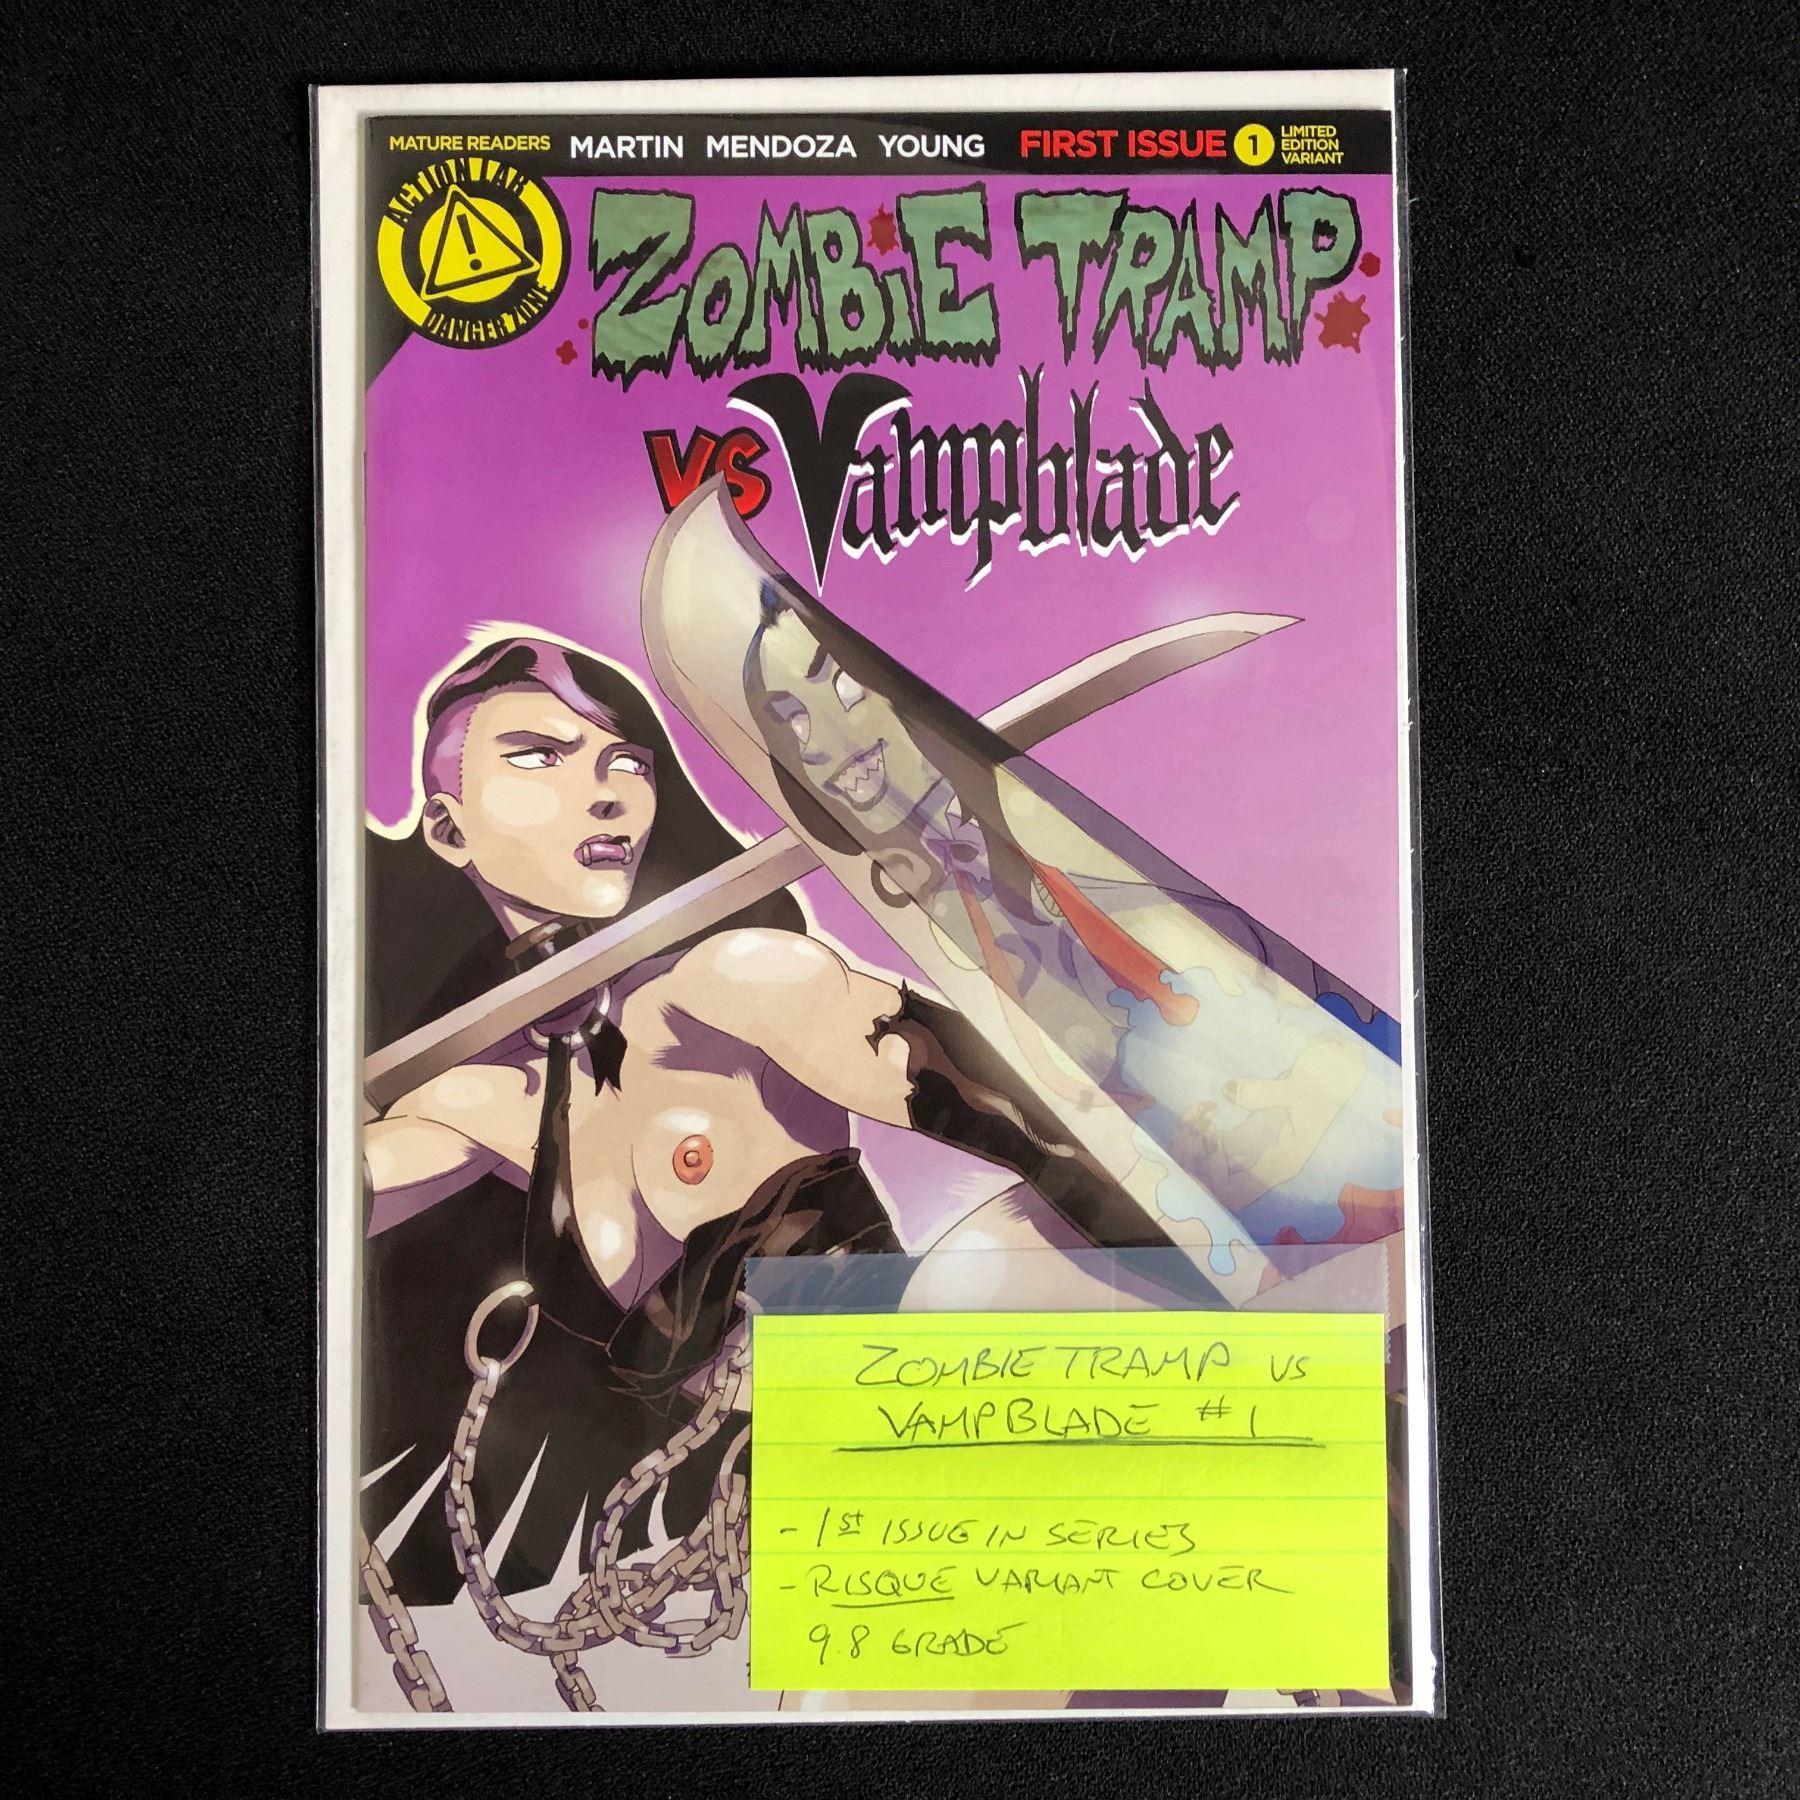 MATURE READERS MARTIN MENDOZA YOUNG FIRST ISSUE 1 LIMITED EDITION VARIANT
ACTION LAB
DANGER ZONE
ZOMBiE TRAMP
VS Vampblade
ZOMBIE TRAMP VS
VAMPBLADE #1
- 1st ISSUE IN SERIES
- RISQUE VARIANT COVER
9.8 GRADE